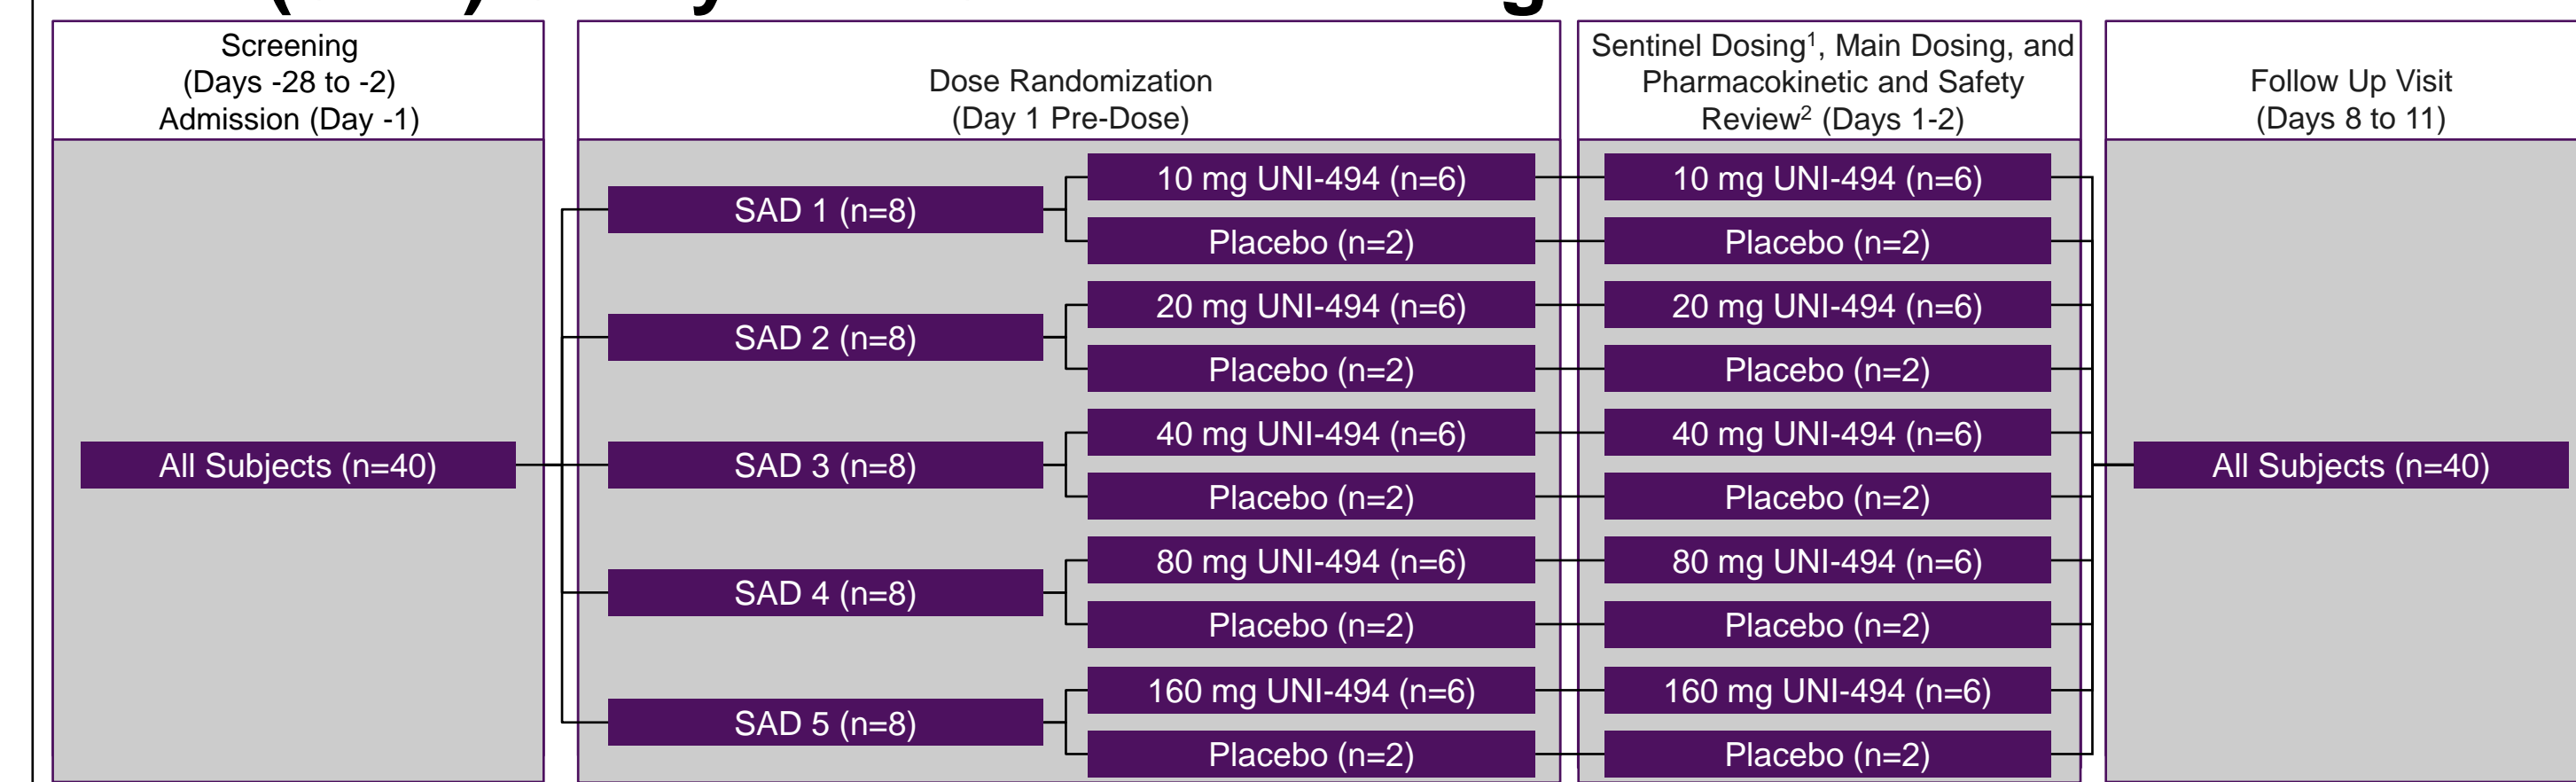 Screening
(Days -28 to -2)
Admission (Day -1)
Dose Randomization
(Day 1 Pre-Dose)
Sentinel Dosing¹, Main Dosing, and
Pharmacokinetic and Safety
Review² (Days 1-2)
Follow Up Visit
(Days 8 to 11)
All Subjects (n=40)
SAD 1 (n=8)
10 mg UNI-494 (n=6)
10 mg UNI-494 (n=6)
Placebo (n=2)
Placebo (n=2)
SAD 2 (n=8)
20 mg UNI-494 (n=6)
20 mg UNI-494 (n=6)
Placebo (n=2)
Placebo (n=2)
SAD 3 (n=8)
40 mg UNI-494 (n=6)
40 mg UNI-494 (n=6)
Placebo (n=2)
Placebo (n=2)
SAD 4 (n=8)
80 mg UNI-494 (n=6)
80 mg UNI-494 (n=6)
Placebo (n=2)
Placebo (n=2)
SAD 5 (n=8)
160 mg UNI-494 (n=6)
160 mg UNI-494 (n=6)
Placebo (n=2)
Placebo (n=2)
All Subjects (n=40)